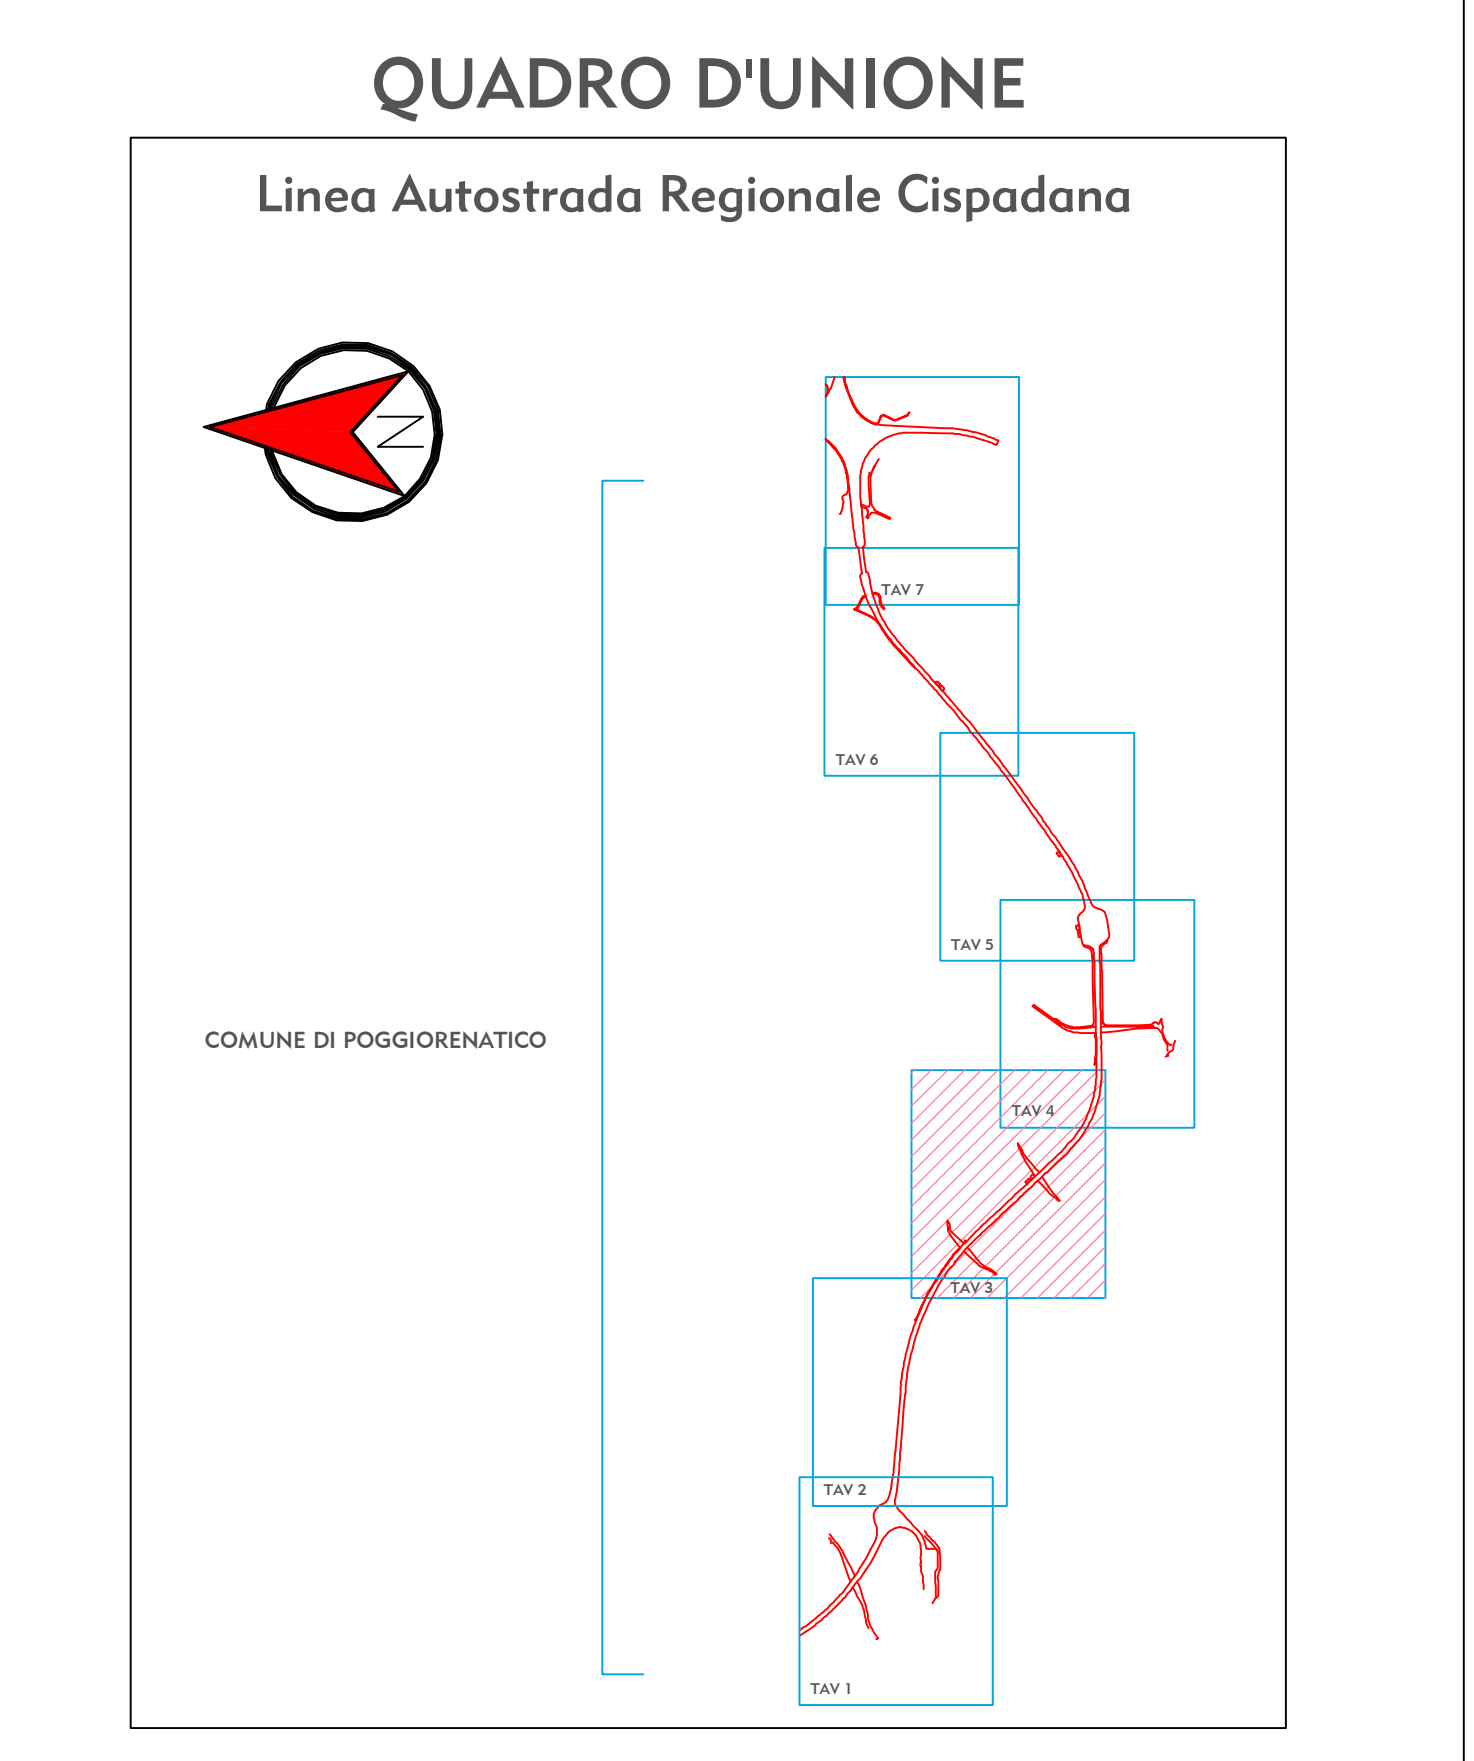 QUADRO D'UNIONE
Linea Autostrada Regionale Cispadana
N
TAV 7
TAV 6
TAV 5
COMUNE DI POGGIORENATICO
TAV 4
TAV 3
TAV 2
TAV 1